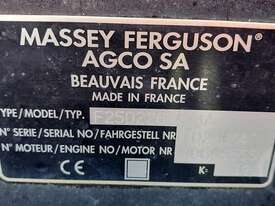 MASSEY FERGUSON®
AGCO SA
BEAUVAIS FRANCE
MADE IN FRANCE
TYPE/MODEL/TYP.
N° SERIE/SERIAL NO/FAHRGESTELL NR
N° MOTEUR/ENGINE NO/MOTOR NR
CE